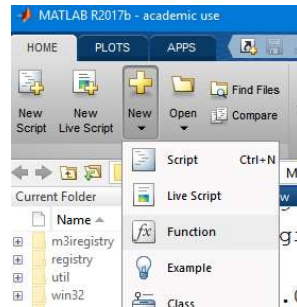 MATLAB R2017b - academic use
HOME PLOTS APPS
New Script
New Live Script
New
Open
Find Files
Compare
Script Ctrl+N
Live Script
Function
Example
Class
Current Folder
Name
m3iregistry
registry
util
win32